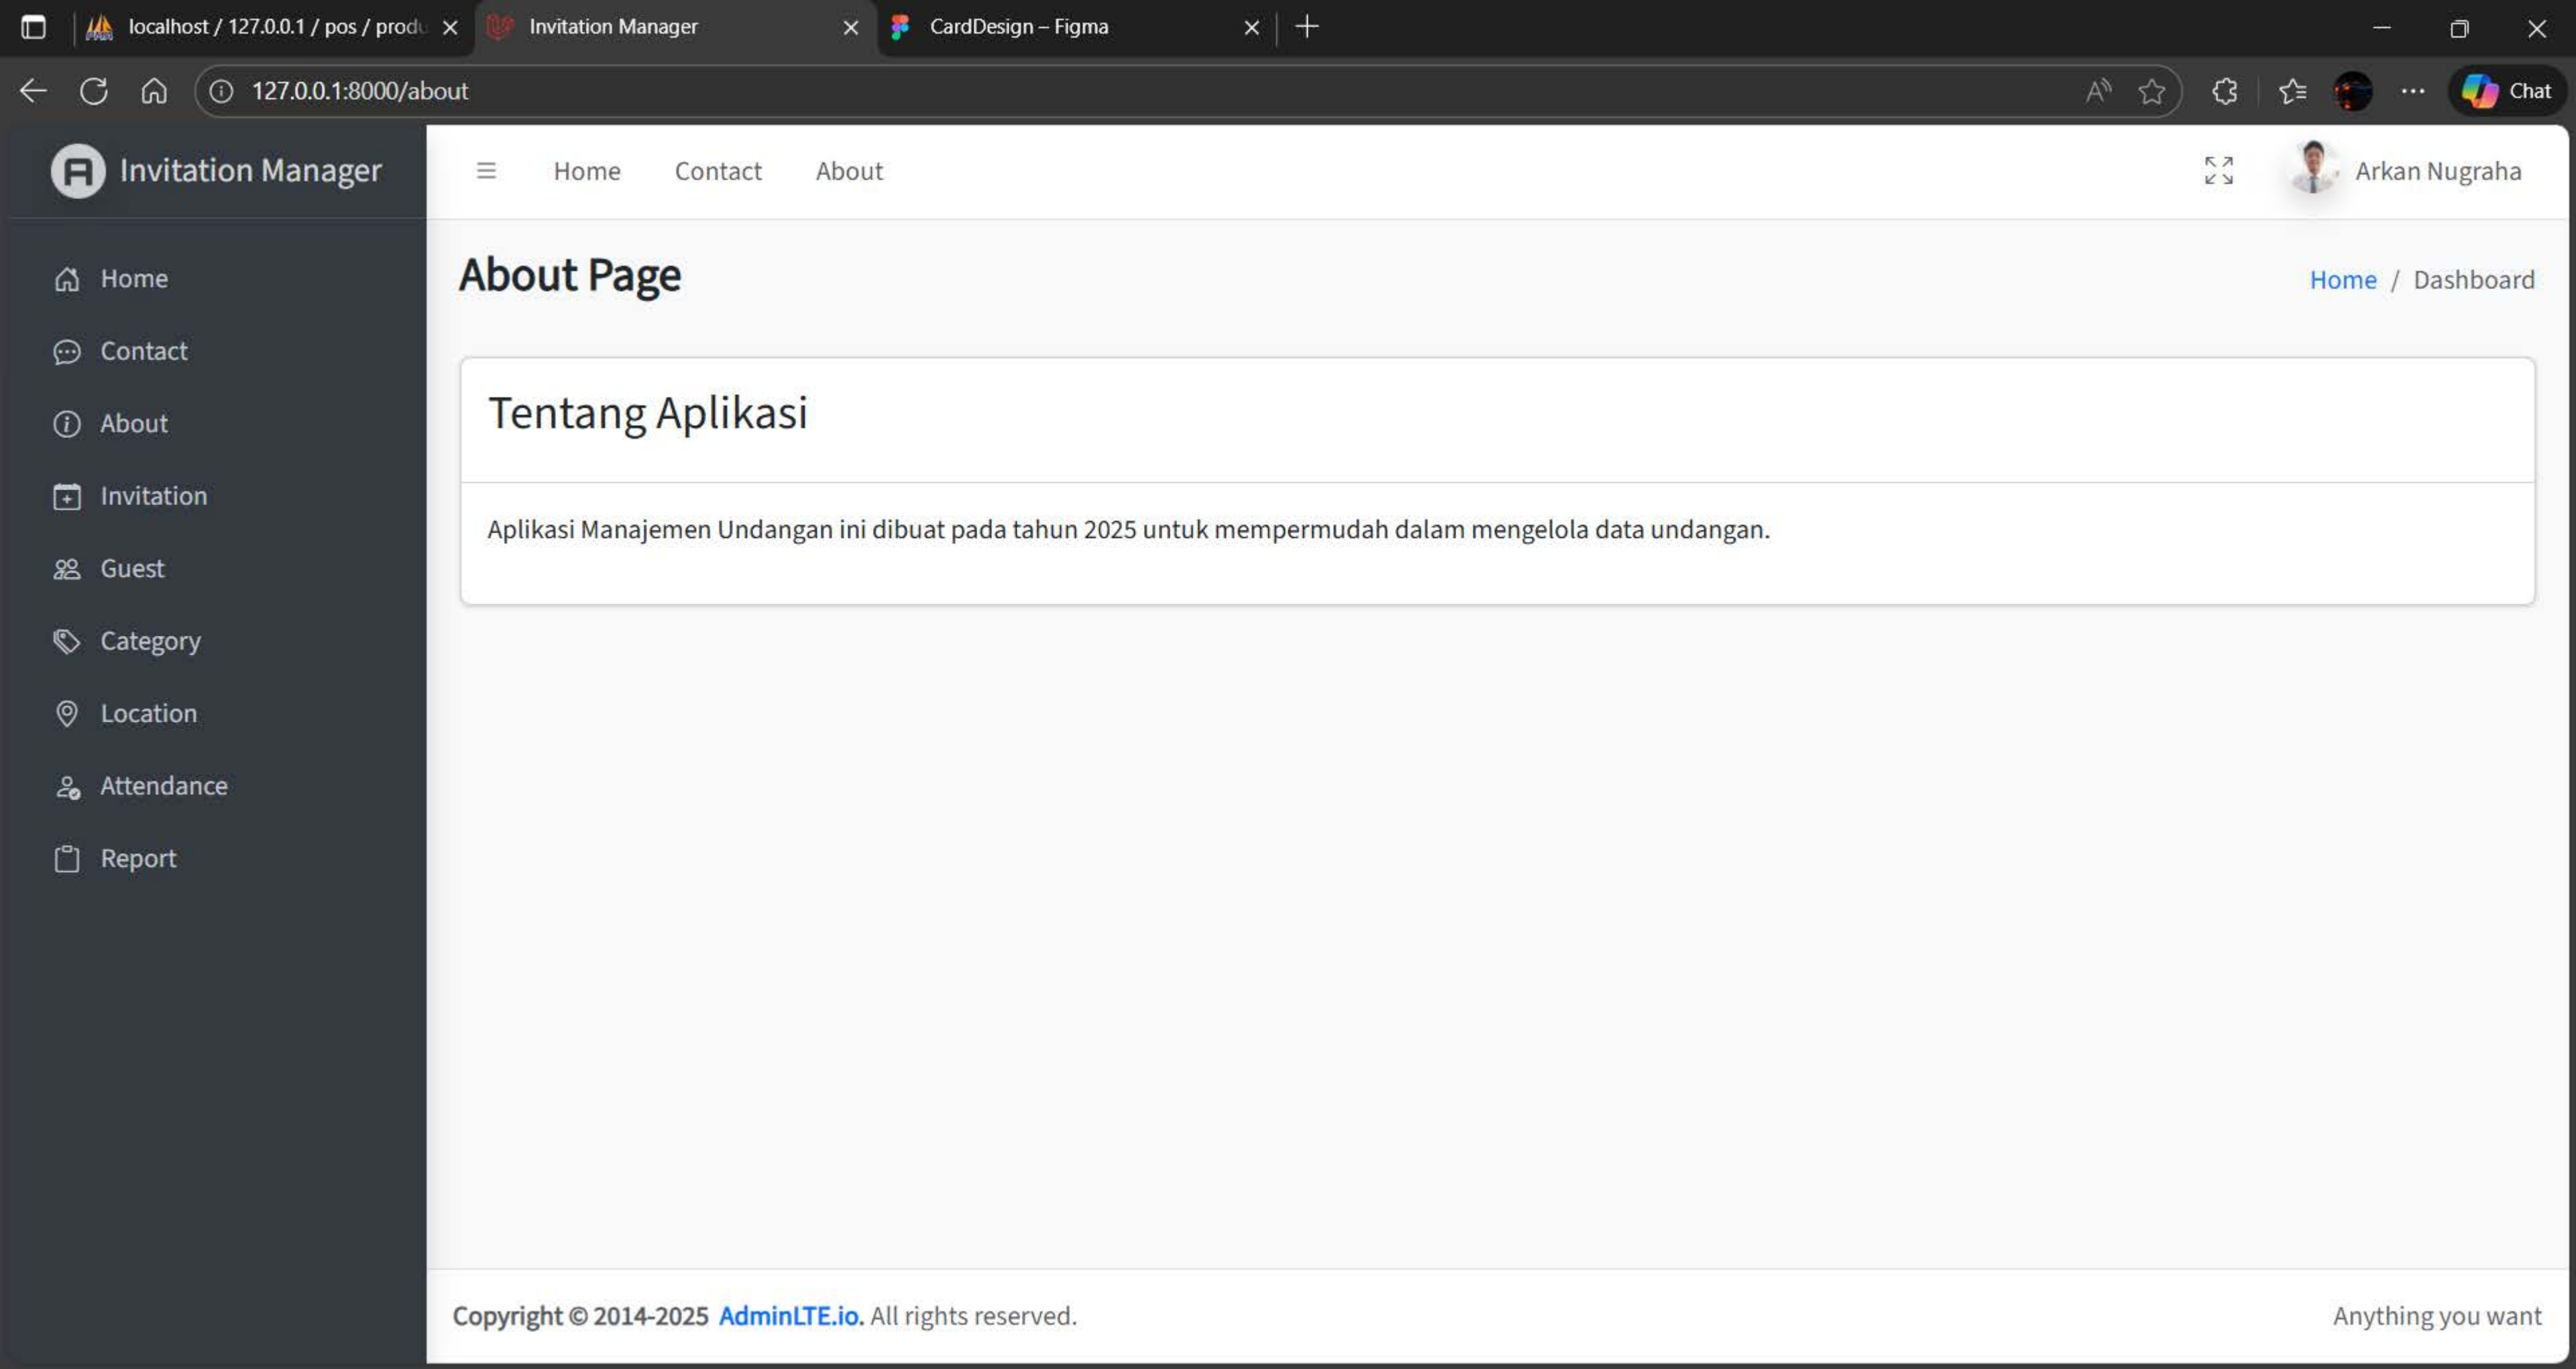 localhost / 127.0.0.1 / pos / produ
Invitation Manager
CardDesign – Figma
127.0.0.1:8000/about
Chat
Invitation Manager
Home
Contact
About
Arkan Nugraha
Home
Contact
About
Invitation
Guest
Category
Location
Attendance
Report
About Page
Home / Dashboard
Tentang Aplikasi
Aplikasi Manajemen Undangan ini dibuat pada tahun 2025 untuk mempermudah dalam mengelola data undangan.
Copyright © 2014-2025 AdminLTE.io. All rights reserved.
Anything you want